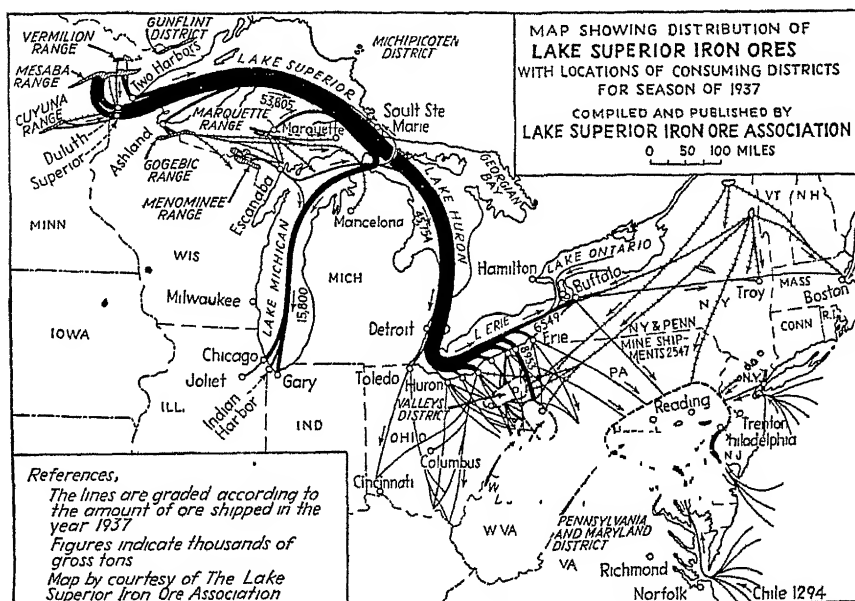 MAP SHOWING DISTRIBUTION OF
LAKE SUPERIOR IRON ORES
WITH LOCATIONS OF CONSUMING DISTRICTS
FOR SEASON OF 1937
COMPILED AND PUBLISHED BY
LAKE SUPERIOR IRON ORE ASSOCIATION
0 50 100 MILES
GUNFLINT
DISTRICT
VERMILION
RANGE
MESABA
RANGE
Two Harbors
CUYUNA
RANGE
Duluth
Superior
Ashland
LAKE SUPERIOR
MICHIPICOTEN
DISTRICT
53,805
MARQUETTE
RANGE
Marquette
Soult Ste
Marie
GOGEBIC
RANGE
MENOMINEE
RANGE
Escanaba
Mancelona
GEORGIAN
BAY
LAKE HURON
45,754
LAKE MICHIGAN
15,800
MINN
WIS
MICH
IOWA
Milwaukee
Chicago
Joliet
Gary
Indian
Harbor
ILL.
IND
Detroit
Toledo
Huron
VALLEYS
DISTRICT
OHIO
Columbus
Cincinnati
Hamilton
LAKE ONTARIO
Buffalo
L. ERIE
6549
Erie
N.Y & PENN
MINE SHIP-
MENTS 2547
PA
N.Y
Troy
VT
NH
MASS
Boston
CONN
R.I.
N.Y.
Reading
Trenton
Philadelphia
NJ
W VA
PENNSYLVANIA
AND MARYLAND
DISTRICT
VA
Richmond
Norfolk
Chile 1294
References,
The lines are graded according to
the amount of ore shipped in the
year 1937
Figures indicate thousands of
gross tons
Map by courtesy of The Lake
Superior Iron Ore Association